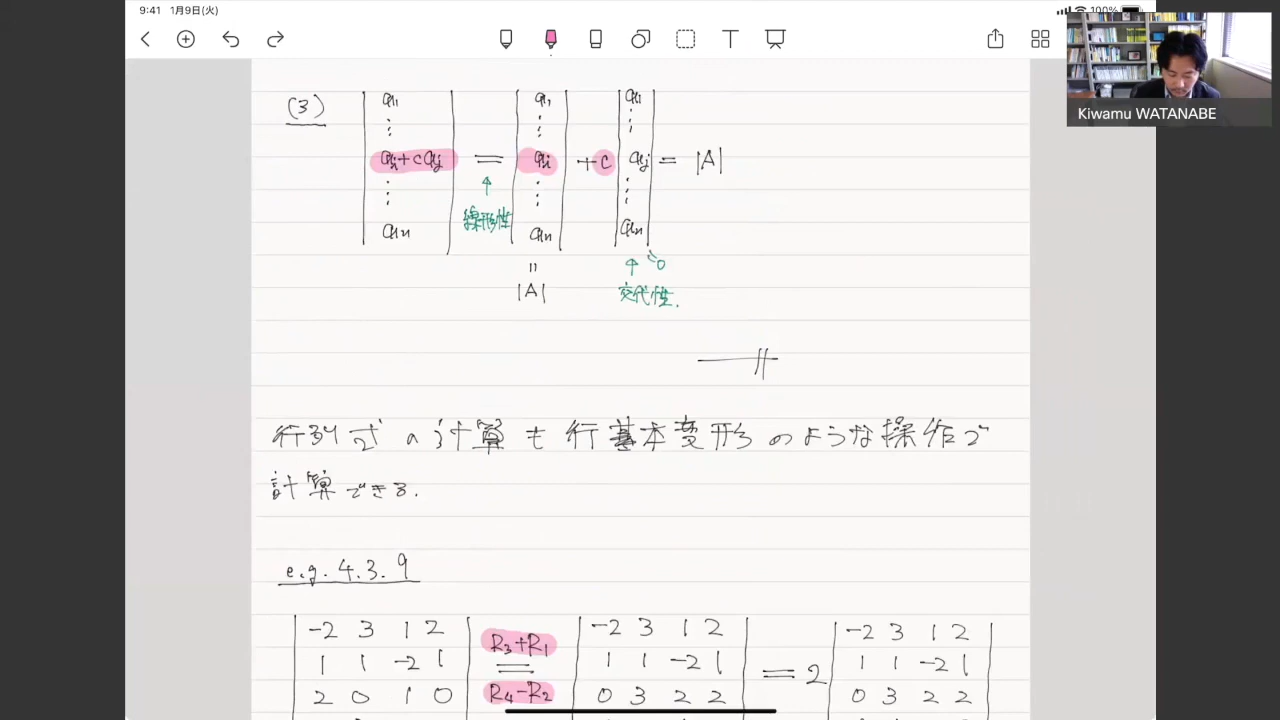 9:41 1月9日(火)
100%
Kiwamu WATANABE
(3) | a₁ ⋮ aᵢ+caⱼ ⋮ aₙ | = | a₁ ⋮ aᵢ ⋮ aₙ | + c | a₁ ⋮ aⱼ ⋮ aₙ | = |A|
↑ 線形性
= |A|
↑ =0
交代性.
行列式の計算も行基本変形のような操作で
計算できる.
e.g. 4.3.9
-2 3 1 2 R₃+R₁ -2 3 1 2 -2 3 1 2
1 1 -2 1 = 1 1 -2 1 = 2 1 1 -2 1
2 0 1 0 R₄-R₂ 0 3 2 2 0 3 2 2